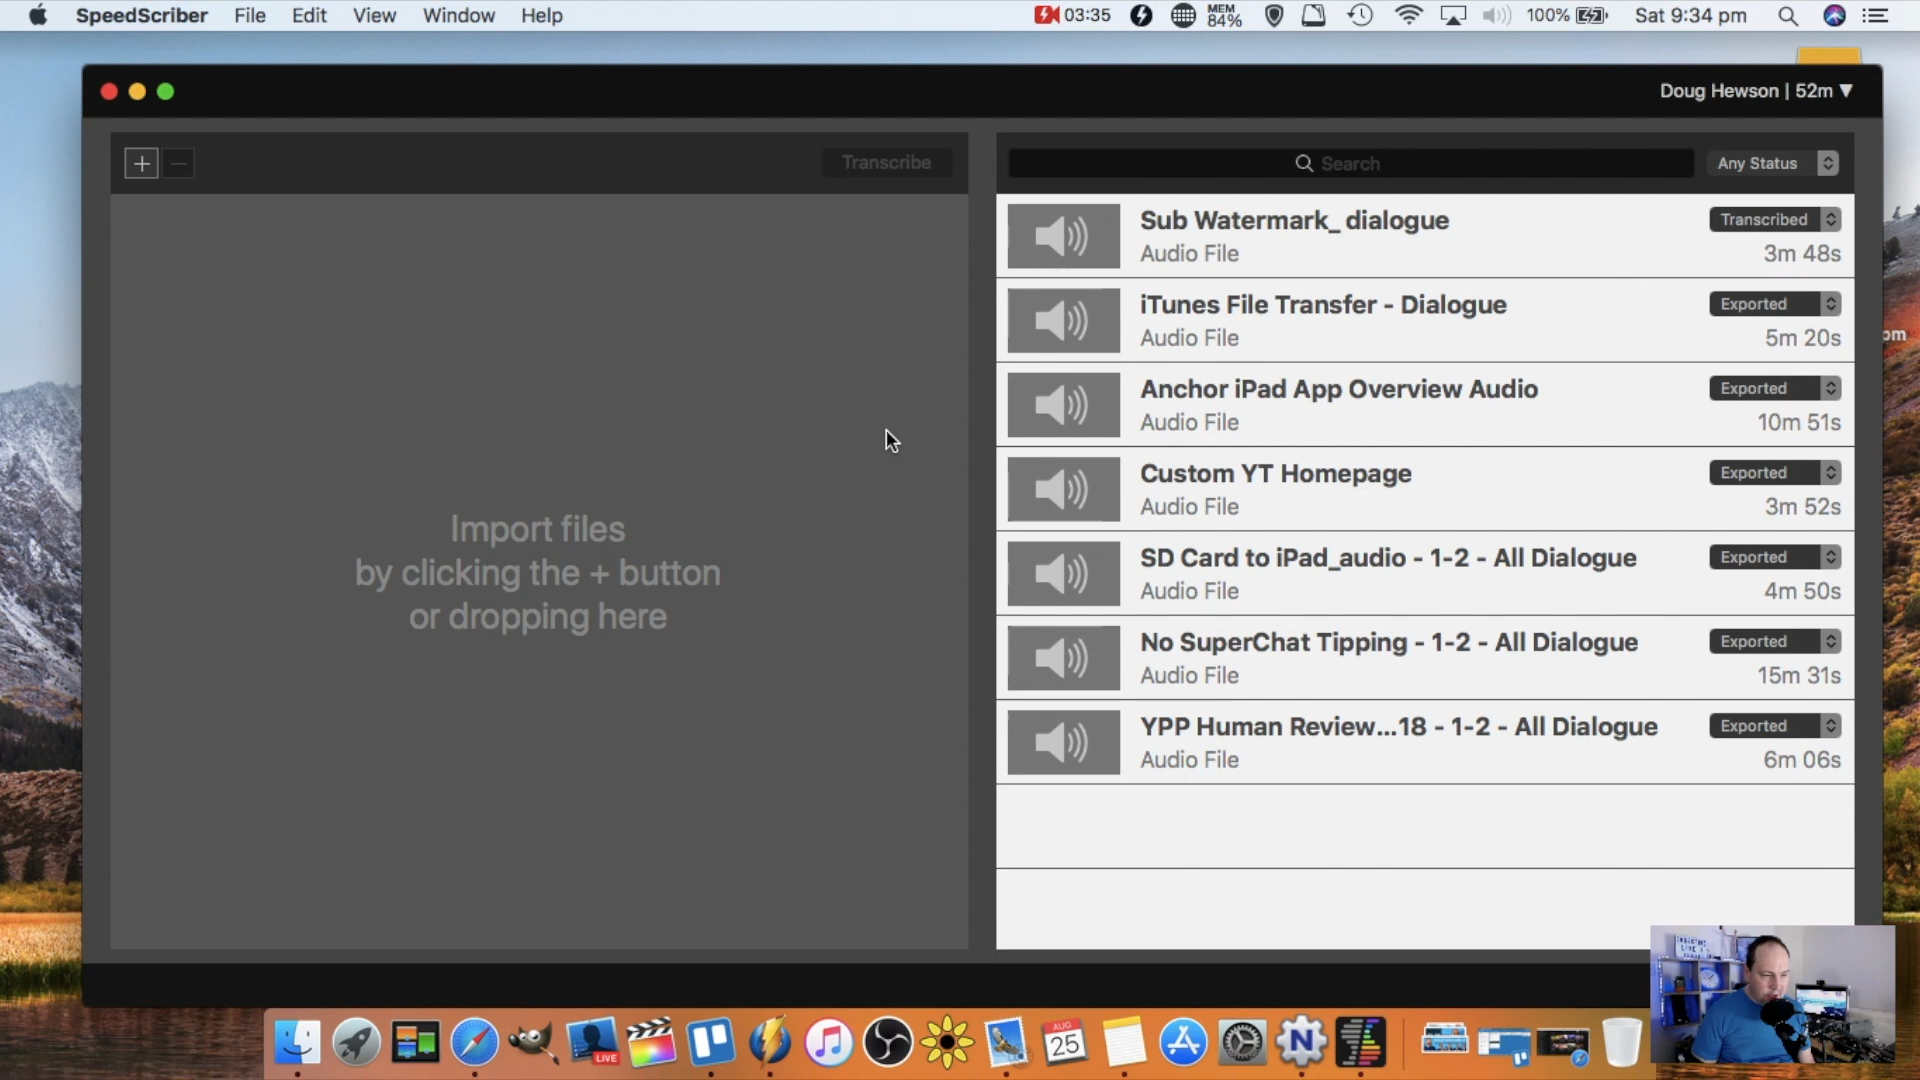 SpeedScriber File Edit View Window Help 03:35 MEM 84% 100% Sat 9:34 pm
Doug Hewson | 52m ▼
+ − Transcribe
Search
Any Status
Import files
by clicking the + button
or dropping here
Sub Watermark_ dialogue
Transcribed
Audio File
3m 48s
iTunes File Transfer - Dialogue
Exported
Audio File
5m 20s
Anchor iPad App Overview Audio
Exported
Audio File
10m 51s
Custom YT Homepage
Exported
Audio File
3m 52s
SD Card to iPad_audio - 1-2 - All Dialogue
Exported
Audio File
4m 50s
No SuperChat Tipping - 1-2 - All Dialogue
Exported
Audio File
15m 31s
YPP Human Review...18 - 1-2 - All Dialogue
Exported
Audio File
6m 06s
pm
LIVE
AUG
25
N